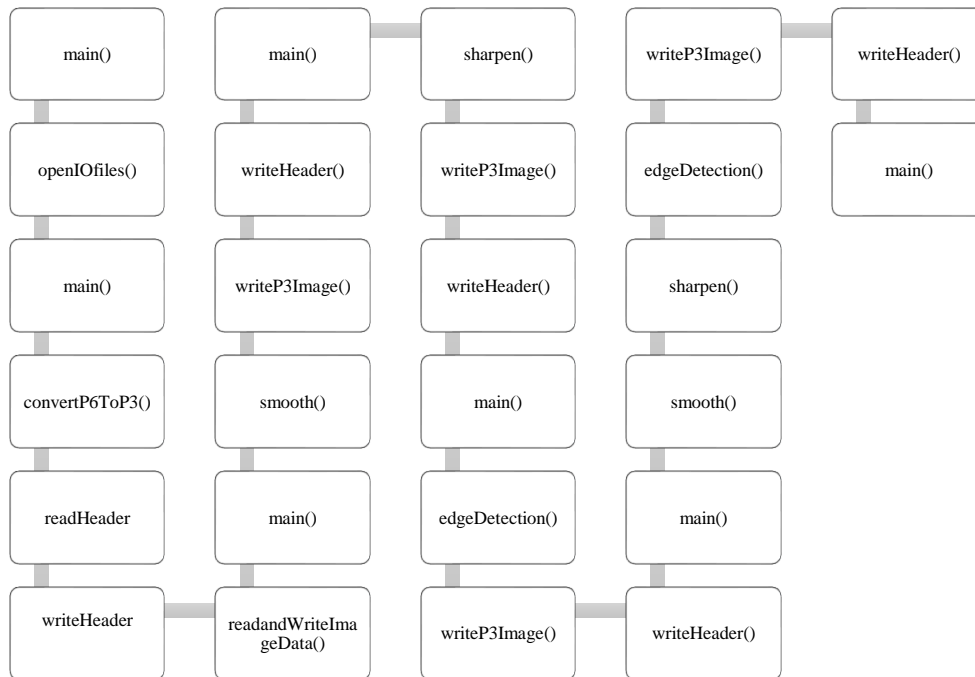 main()
openIOfiles()
main()
convertP6ToP3()
readHeader
writeHeader
readandWriteIma
geData()
main()
smooth()
writeP3Image()
writeHeader()
main()
sharpen()
writeP3Image()
writeHeader()
main()
edgeDetection()
writeP3Image()
writeHeader()
main()
smooth()
sharpen()
edgeDetection()
writeP3Image()
writeHeader()
main()